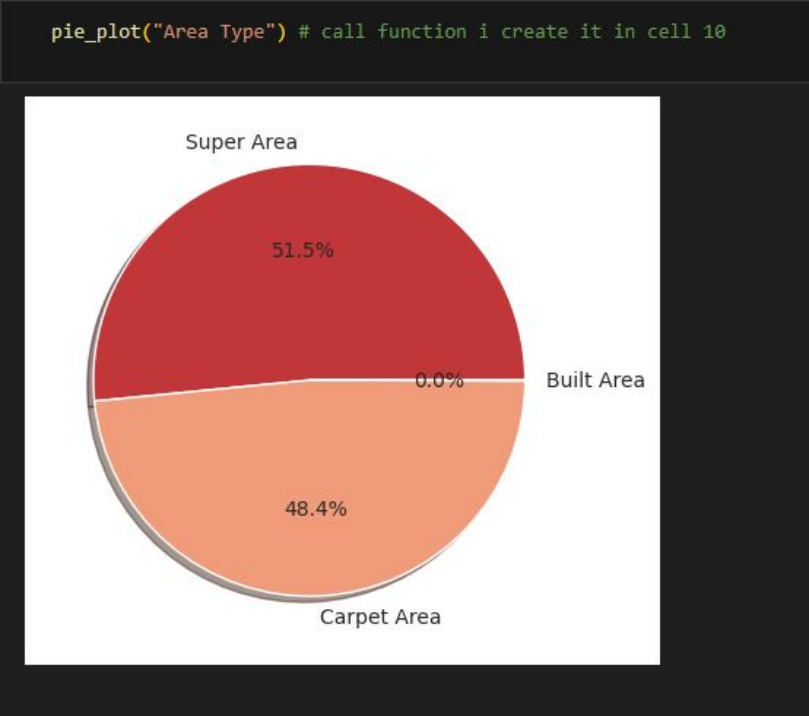 pie_plot("Area Type") # call function i create it in cell 10
Super Area
51.5%
0.0%
Built Area
48.4%
Carpet Area